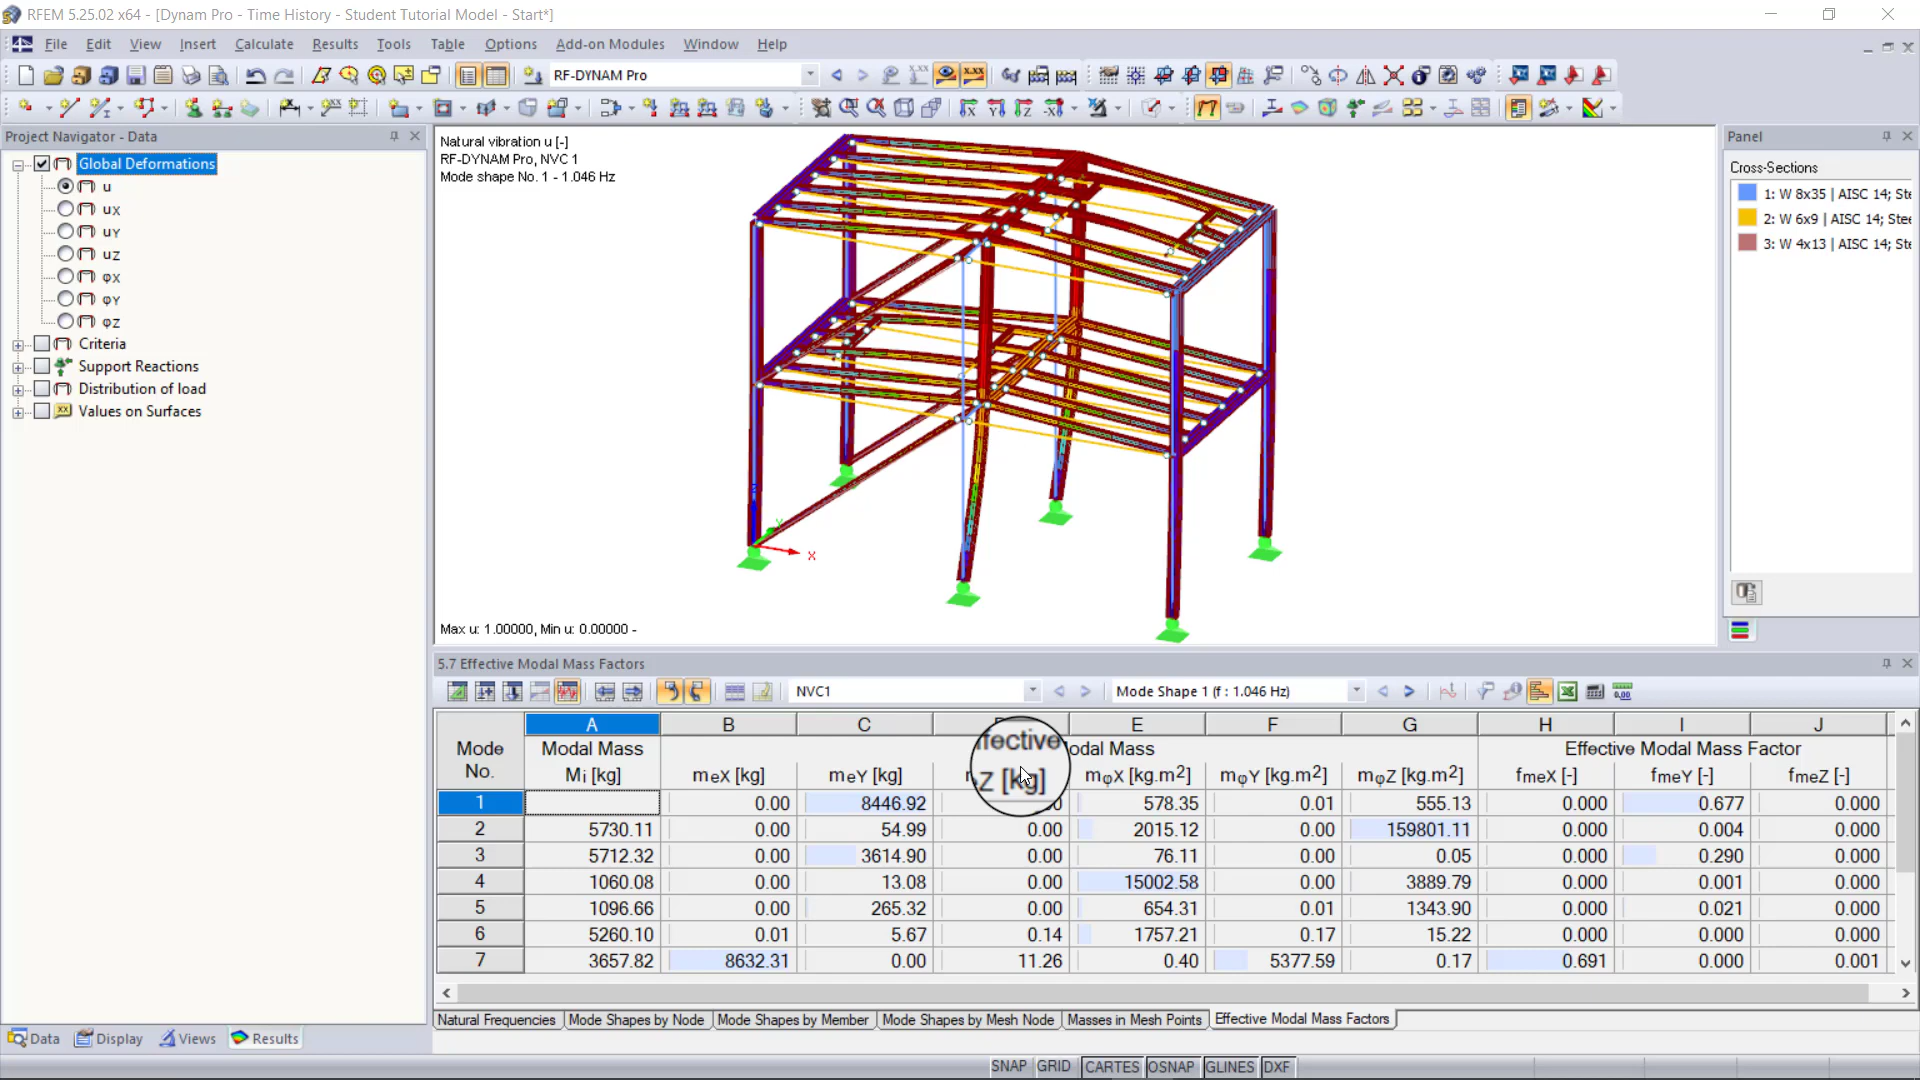 RFEM 5.25.02 x64 - [Dynam Pro - Time History - Student Tutorial Model - Start*]
File Edit View Insert Calculate Results Tools Table Options Add-on Modules Window Help
RF-DYNAM Pro
Project Navigator - Data
Global Deformations
u
uX
uY
uZ
φX
φY
φZ
Criteria
Support Reactions
Distribution of load
Values on Surfaces
Data Display Views Results
Natural vibration u [-]
RF-DYNAM Pro, NVC 1
Mode shape No. 1 - 1.046 Hz
X
Max u: 1.00000, Min u: 0.00000 -
Panel
Cross-Sections
1: W 8x35 | AISC 14; Ste
2: W 6x9 | AISC 14; Stee
3: W 4x13 | AISC 14; Ste
5.7 Effective Modal Mass Factors
NVC1 Mode Shape 1 (f : 1.046 Hz)
A B C E F G H I J
Mode No. Modal Mass Effective Modal Mass Effective Modal Mass Factor
Mi [kg] meX [kg] meY [kg] Z [kg] mφX [kg.m2] mφY [kg.m2] mφZ [kg.m2] fmeX [-] fmeY [-] fmeZ [-]
1 0.00 8446.92 578.35 0.01 555.13 0.000 0.677 0.000
2 5730.11 0.00 54.99 0.00 2015.12 0.00 159801.11 0.000 0.004 0.000
3 5712.32 0.00 3614.90 0.00 76.11 0.00 0.05 0.000 0.290 0.000
4 1060.08 0.00 13.08 0.00 15002.58 0.00 3889.79 0.000 0.001 0.000
5 1096.66 0.00 265.32 0.00 654.31 0.01 1343.90 0.000 0.021 0.000
6 5260.10 0.01 5.67 0.14 1757.21 0.17 15.22 0.000 0.000 0.000
7 3657.82 8632.31 0.00 11.26 0.40 5377.59 0.17 0.691 0.000 0.001
Natural Frequencies Mode Shapes by Node Mode Shapes by Member Mode Shapes by Mesh Node Masses in Mesh Points Effective Modal Mass Factors
SNAP GRID CARTES OSNAP GLINES DXF